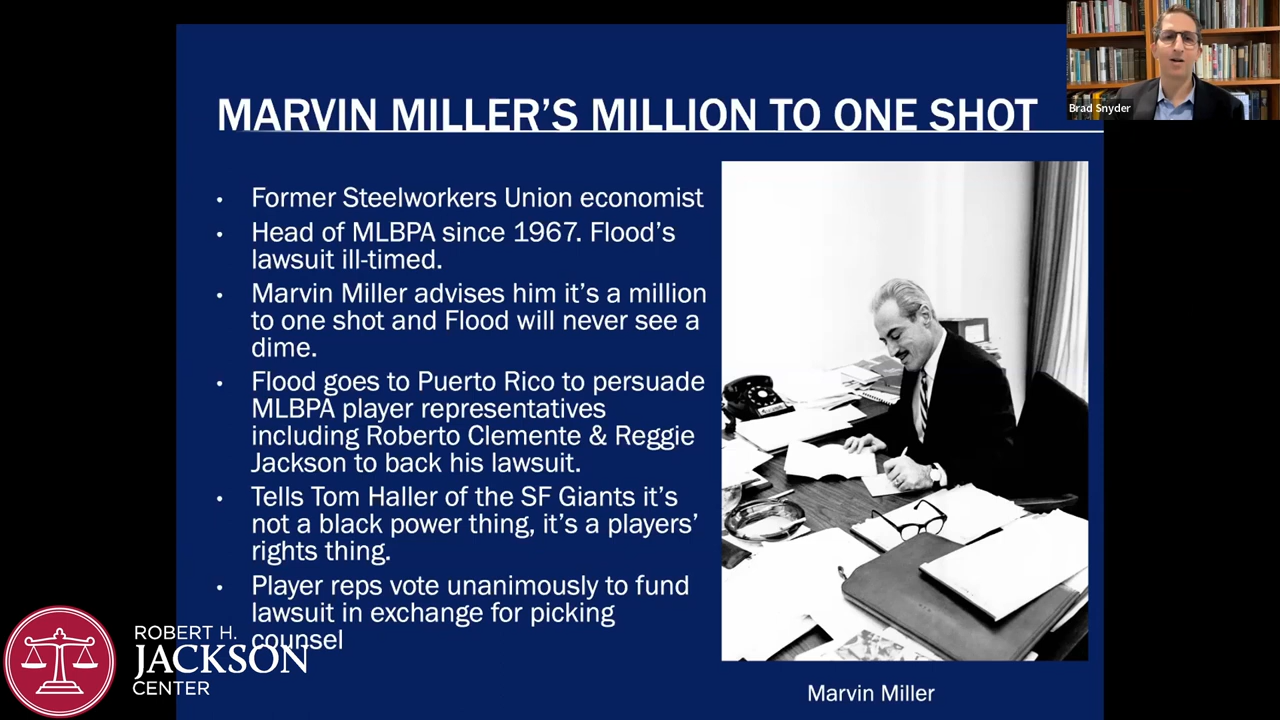 Brad Snyder
MARVIN MILLER'S MILLION TO ONE SHOT
• Former Steelworkers Union economist
• Head of MLBPA since 1967. Flood's
lawsuit ill-timed.
• Marvin Miller advises him it's a million
to one shot and Flood will never see a
dime.
• Flood goes to Puerto Rico to persuade
MLBPA player representatives
including Roberto Clemente & Reggie
Jackson to back his lawsuit.
• Tells Tom Haller of the SF Giants it's
not a black power thing, it's a players'
rights thing.
• Player reps vote unanimously to fund
lawsuit in exchange for picking
counsel
Marvin Miller
ROBERT H.
JACKSON
CENTER